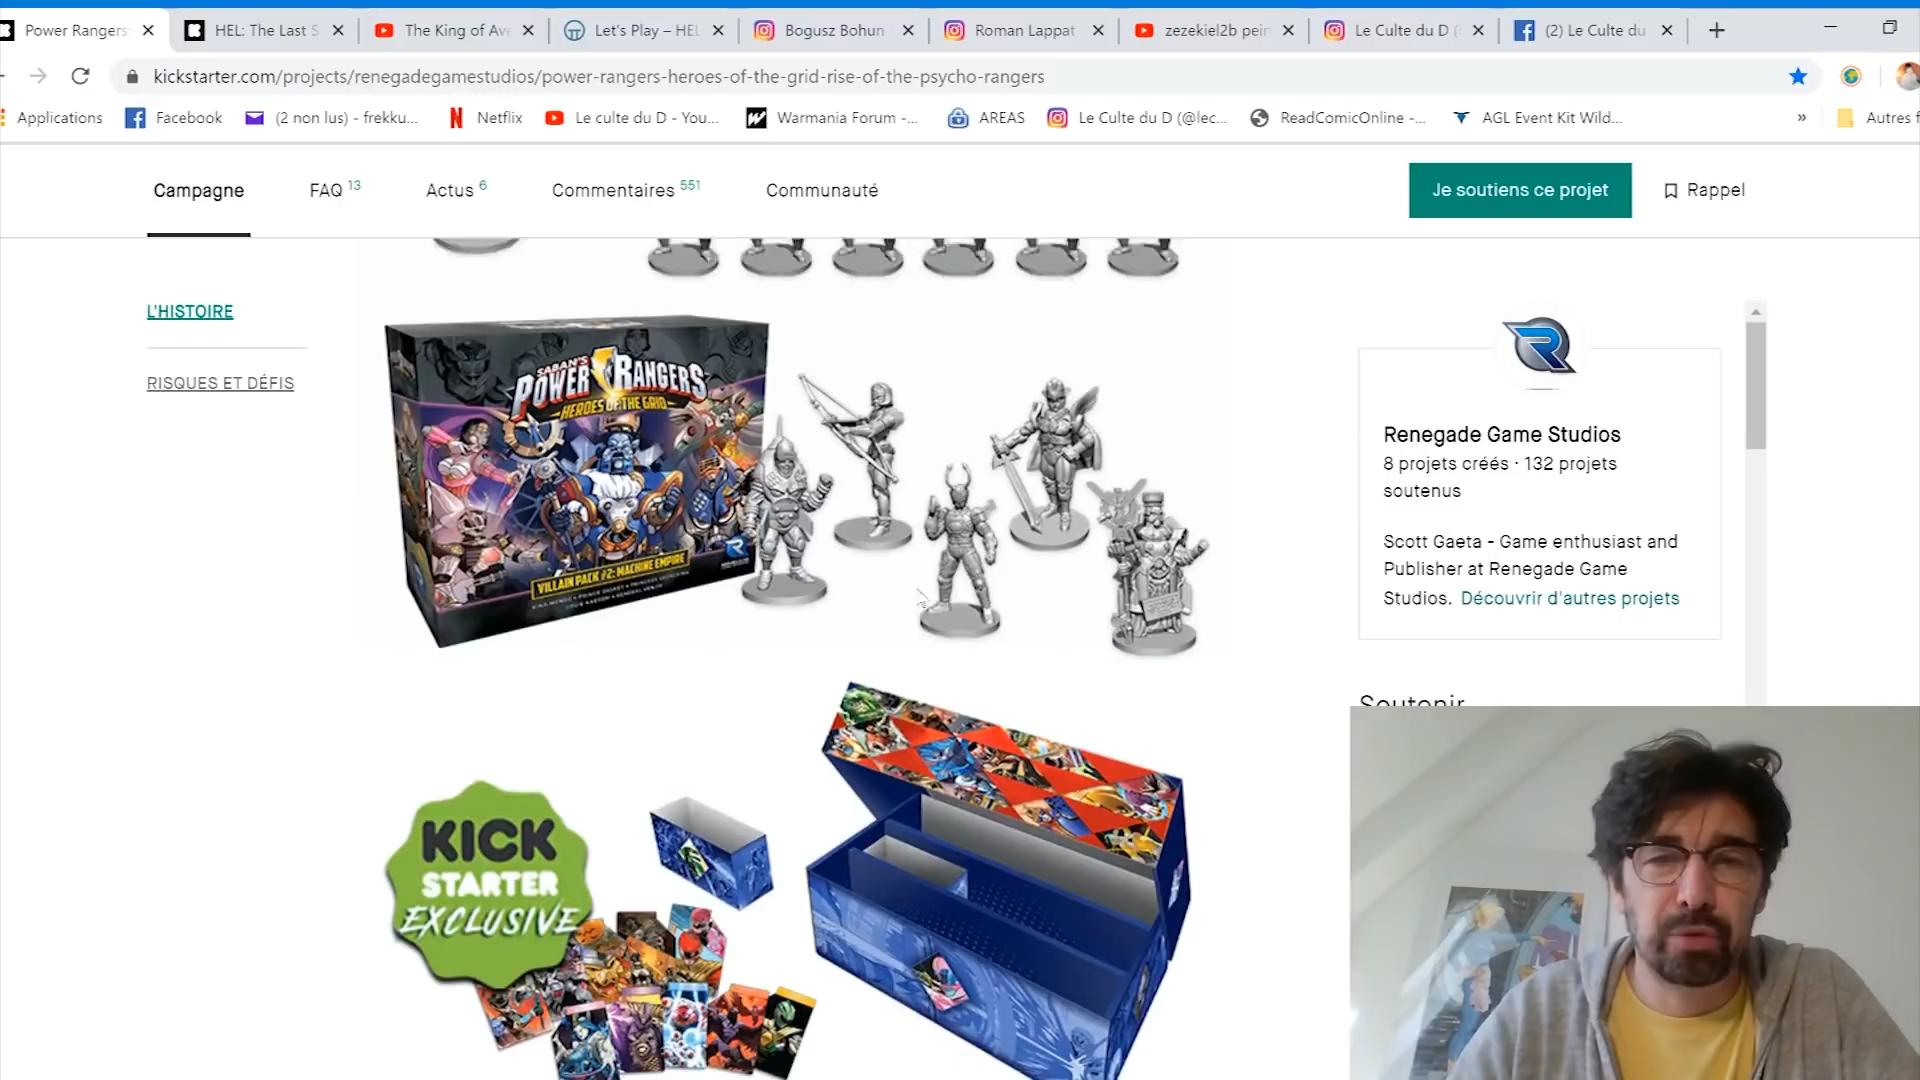 Power Rangers:
HEL: The Last S
The King of Ave
Let's Play – HEL
Bogusz Bohun
Roman Lappat
zezekiel2b pein
Le Culte du D (
(2) Le Culte du
kickstarter.com/projects/renegadegamestudios/power-rangers-heroes-of-the-grid-rise-of-the-psycho-rangers
Applications
Facebook
(2 non lus) - frekku...
Netflix
Le culte du D - You...
Warmania Forum -...
AREAS
Le Culte du D (@lec...
ReadComicOnline -...
AGL Event Kit Wild...
»
Autres f
Campagne
FAQ 13
Actus 6
Commentaires 551
Communauté
Je soutiens ce projet
Rappel
L'HISTOIRE
RISQUES ET DÉFIS
SABAN'S
POWER RANGERS
HEROES OF THE GRID
VILLAIN PACK #2: MACHINE EMPIRE
KICK
STARTER
EXCLUSIVE
Renegade Game Studios
8 projets créés · 132 projets
soutenus
Scott Gaeta - Game enthusiast and
Publisher at Renegade Game
Studios. Découvrir d'autres projets
Soutenir